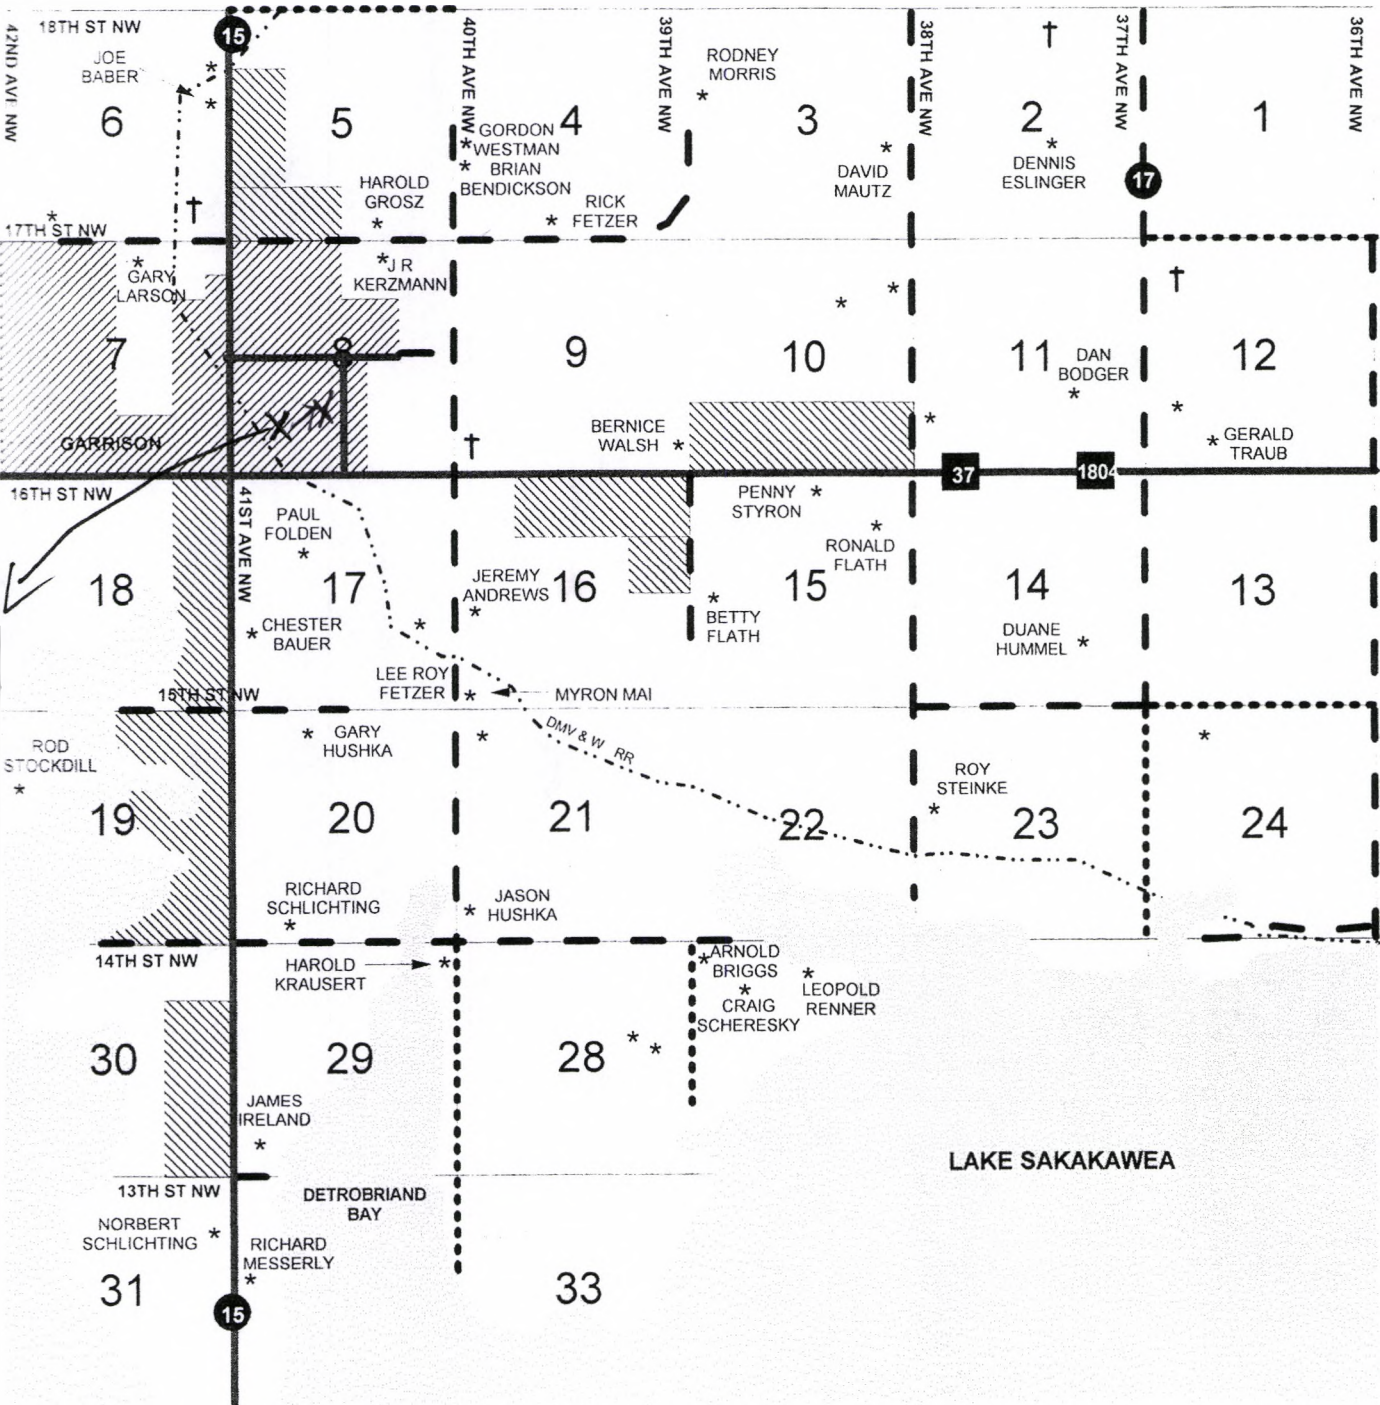 18TH ST NW
42ND AVE NW
15
40TH AVE NW
39TH AVE NW
38TH AVE NW
37TH AVE NW
36TH AVE NW
JOE
BABER
RODNEY
MORRIS
6
5
4
3
2
1
GORDON
WESTMAN
BRIAN
BENDICKSON
DAVID
MAUTZ
DENNIS
ESLINGER
17
HAROLD
GROSZ
RICK
FETZER
17TH ST NW
GARY
LARSON
J R
KERZMANN
7
9
10
11
12
DAN
BODGER
BERNICE
WALSH
GERALD
TRAUB
GARRISON
X
37
1804
16TH ST NW
41ST AVE NW
PAUL
FOLDEN
PENNY
STYRON
RONALD
FLATH
18
17
JEREMY
ANDREWS
16
15
14
13
CHESTER
BAUER
BETTY
FLATH
DUANE
HUMMEL
LEE ROY
FETZER
MYRON MAI
15TH ST NW
GARY
HUSHKA
DMV & W RR
ROD
STOCKDILL
ROY
STEINKE
19
20
21
22
23
24
RICHARD
SCHLICHTING
JASON
HUSHKA
14TH ST NW
HAROLD
KRAUSERT
ARNOLD
BRIGGS
LEOPOLD
RENNER
CRAIG
SCHERESKY
30
29
28
JAMES
IRELAND
LAKE SAKAKAWEA
13TH ST NW
DETROBRIAND
BAY
NORBERT
SCHLICHTING
RICHARD
MESSERLY
31
33
15